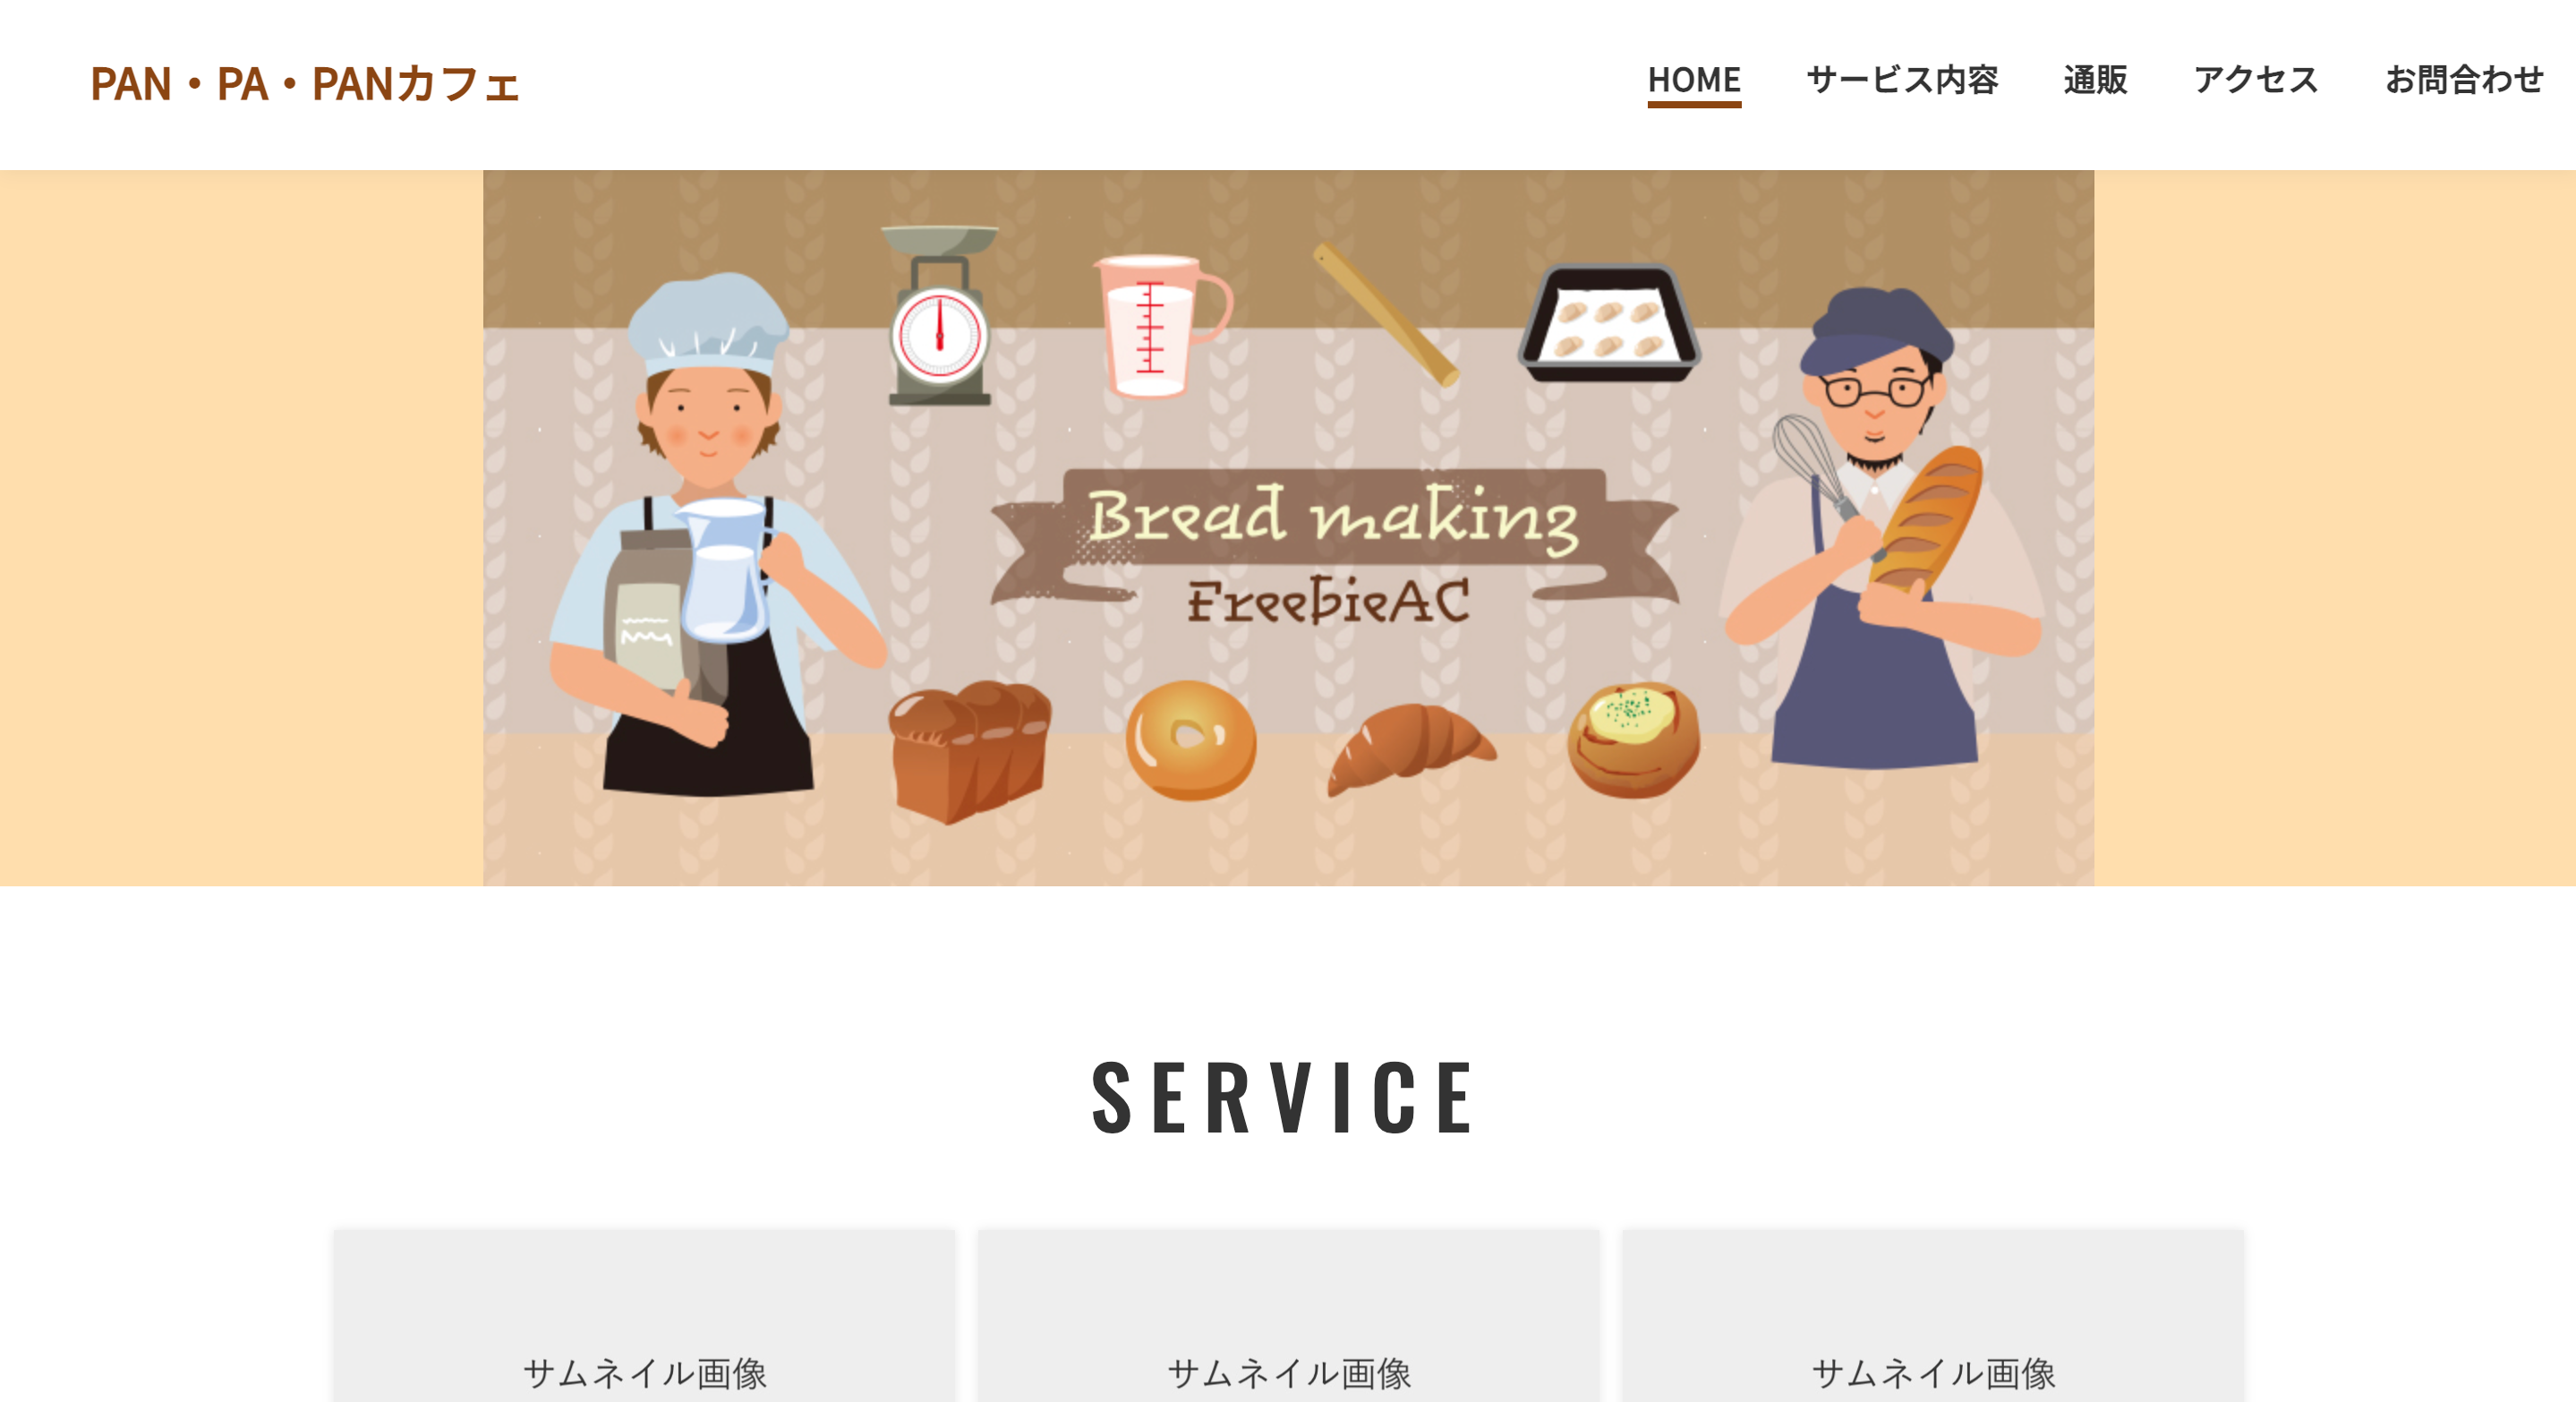 PAN・PA・PANカフェ
HOME サービス内容 通販 アクセス お問合わせ
Bread making
FreebieAC
SERVICE
サムネイル画像 サムネイル画像 サムネイル画像